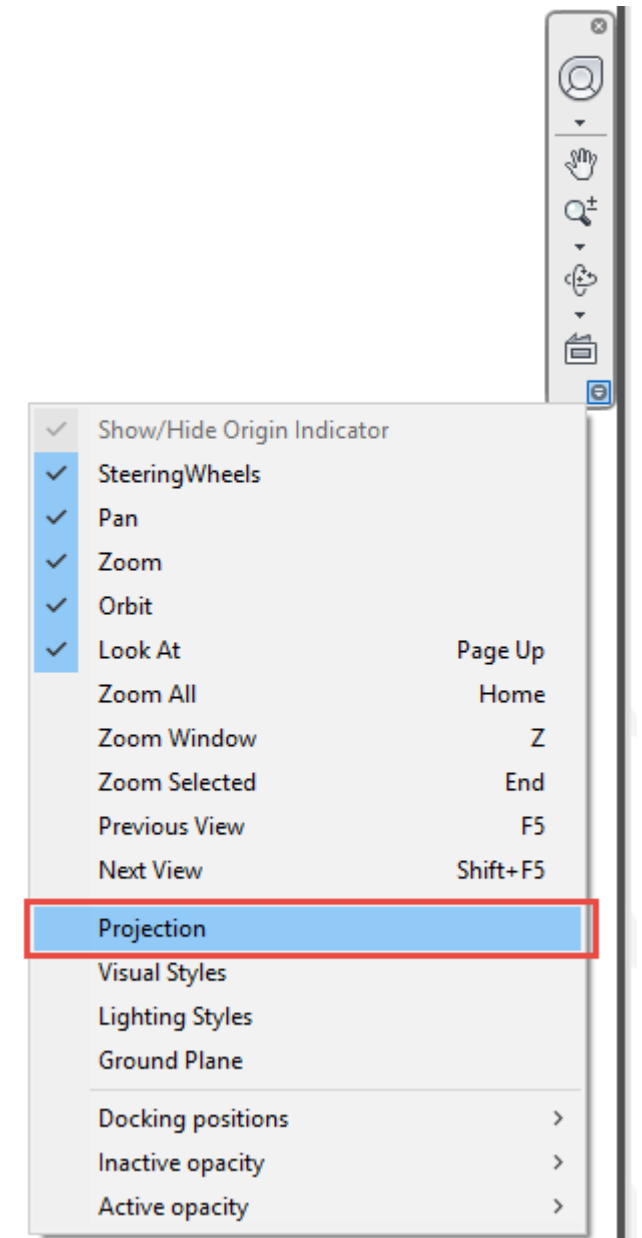 Show/Hide Origin Indicator
SteeringWheels
Pan
Zoom
Orbit
Look At Page Up
Zoom All Home
Zoom Window Z
Zoom Selected End
Previous View F5
Next View Shift+F5
Projection
Visual Styles
Lighting Styles
Ground Plane
Docking positions
Inactive opacity
Active opacity